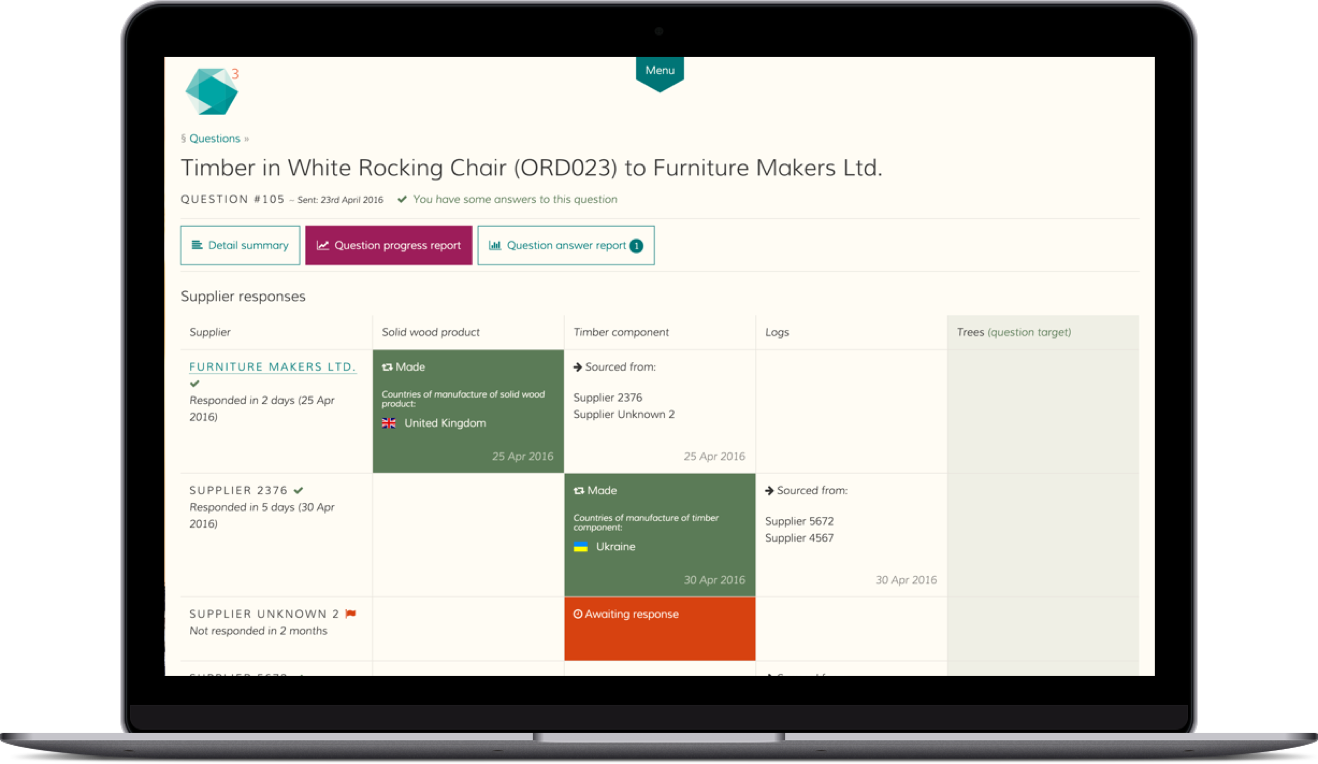 3
Menu
§ Questions »
Timber in White Rocking Chair (ORD023) to Furniture Makers Ltd.
QUESTION #105 – Sent: 23rd April 2016 ✔ You have some answers to this question
Detail summary Question progress report Question answer report 1
Supplier responses
Supplier Solid wood product Timber component Logs Trees (question target)
FURNITURE MAKERS LTD. ✔
Responded in 2 days (25 Apr
2016)
Made
Countries of manufacture of solid wood
product:
United Kingdom
25 Apr 2016
Sourced from:
Supplier 2376
Supplier Unknown 2
25 Apr 2016
SUPPLIER 2376 ✔
Responded in 5 days (30 Apr
2016)
Made
Countries of manufacture of timber
component:
Ukraine
30 Apr 2016
Sourced from:
Supplier 5672
Supplier 4567
30 Apr 2016
SUPPLIER UNKNOWN 2
Not responded in 2 months
Awaiting response